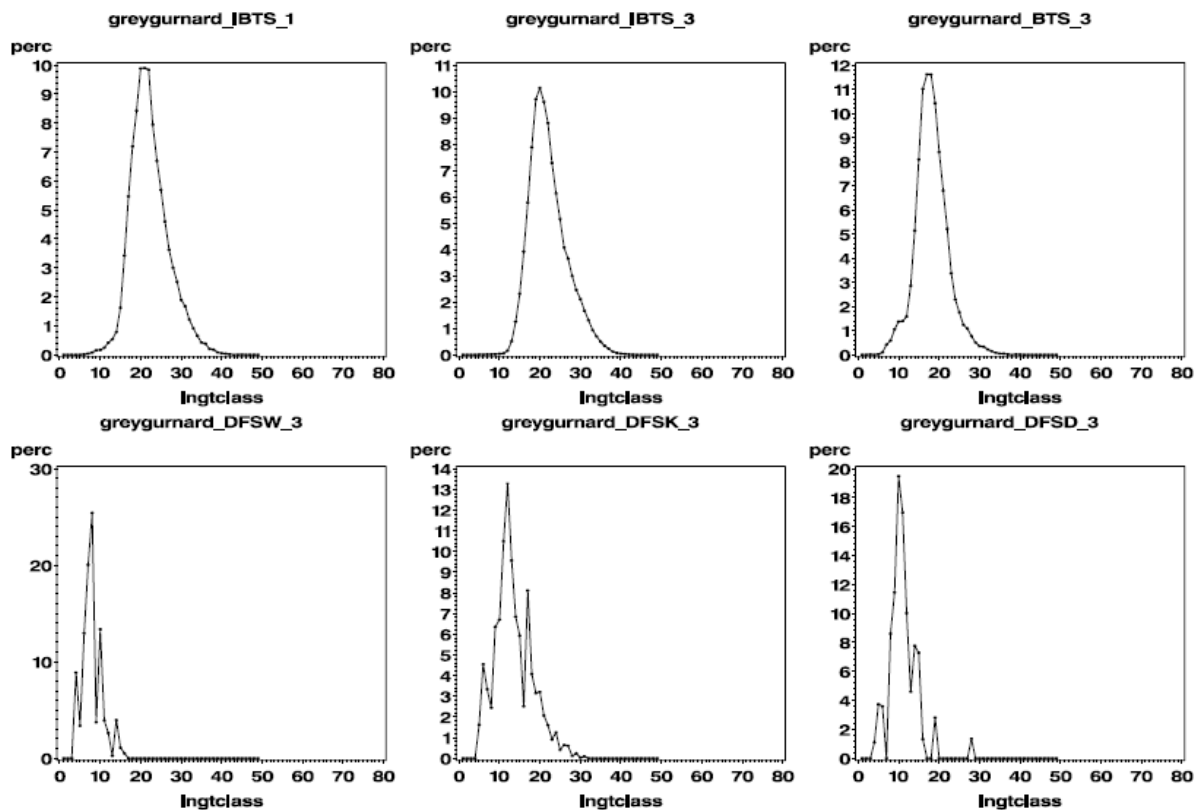 greygurnard_IBTS_1
perc
10
9
8
7
6
5
4
3
2
1
0
0 10 20 30 40 50 60 70 80
lngtclass
greygurnard_IBTS_3
perc
11
10
9
8
7
6
5
4
3
2
1
0
0 10 20 30 40 50 60 70 80
lngtclass
greygurnard_BTS_3
perc
12
11
10
9
8
7
6
5
4
3
2
1
0
0 10 20 30 40 50 60 70 80
lngtclass
greygurnard_DFSW_3
perc
30
20
10
0
0 10 20 30 40 50 60 70 80
lngtclass
greygurnard_DFSK_3
perc
14
13
12
11
10
9
8
7
6
5
4
3
2
1
0
0 10 20 30 40 50 60 70 80
lngtclass
greygurnard_DFSD_3
perc
20
18
16
14
12
10
8
6
4
2
0
0 10 20 30 40 50 60 70 80
lngtclass